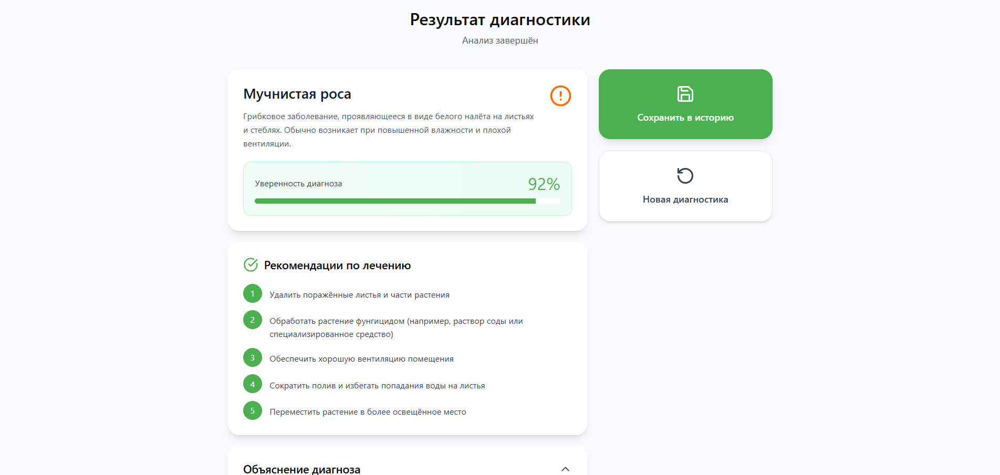 Результат диагностики
Анализ завершён
Мучнистая роса
Грибковое заболевание, проявляющееся в виде белого налёта на листьях
и стеблях. Обычно возникает при повышенной влажности и плохой
вентиляции.
Уверенность диагноза
92%
Сохранить в историю
Новая диагностика
Рекомендации по лечению
1 Удалить поражённые листья и части растения
2 Обработать растение фунгицидом (например, раствор соды или
специализированное средство)
3 Обеспечить хорошую вентиляцию помещения
4 Сократить полив и избегать попадания воды на листья
5 Переместить растение в более освещённое место
Объяснение диагноза